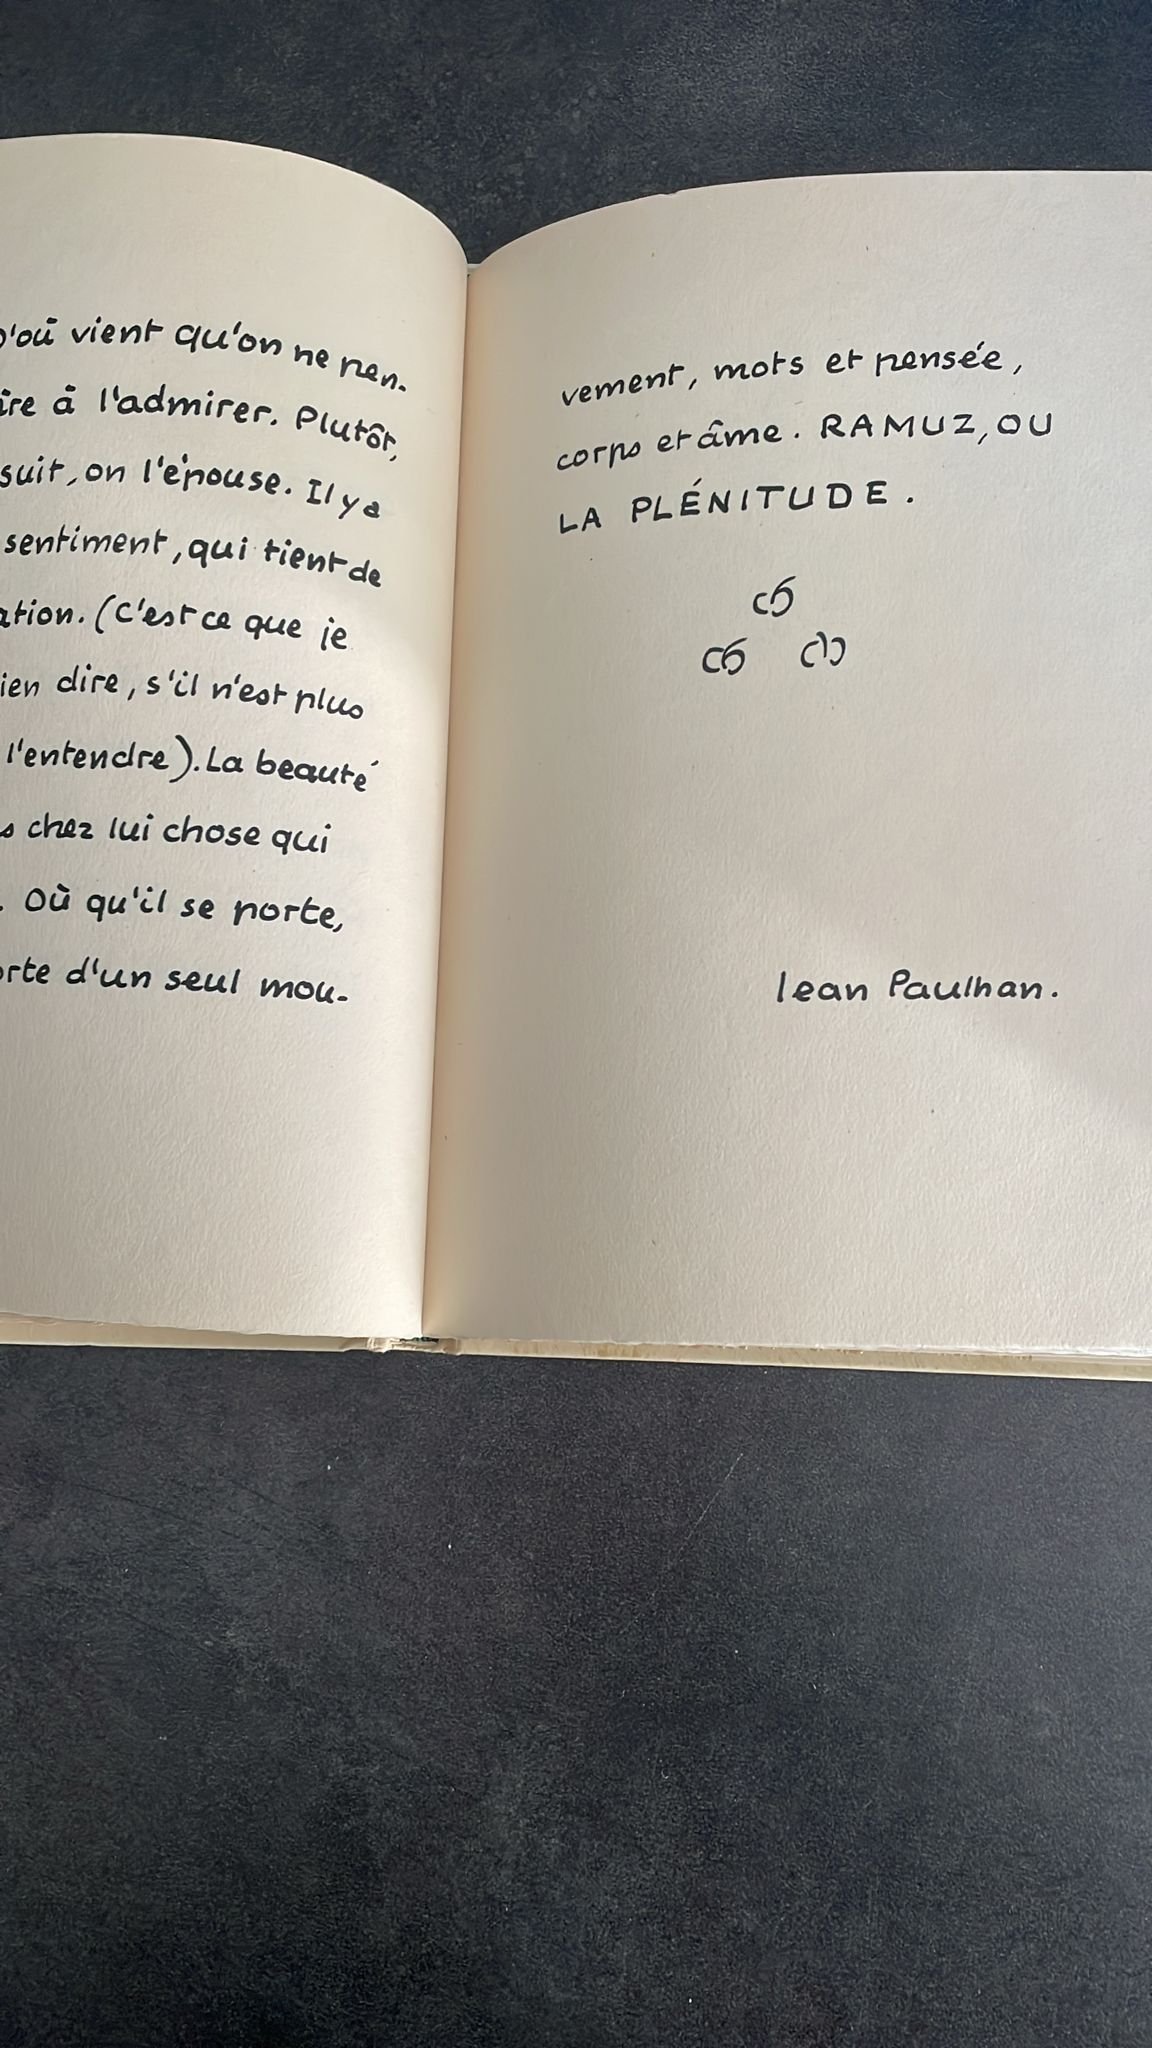 D'où vient qu'on ne pen-
ire à l'admirer. Plutôt,
suit, on l'épouse. Il y a
sentiment, qui tient de
ation. (C'est ce que je
ien dire, s'il n'est plus
l'entendre). La beauté
s chez lui chose qui
. Où qu'il se porte,
orte d'un seul mou-
vement, mots et pensée,
corps et âme. RAMUZ, OU
LA PLÉNITUDE.
Jean Paulhan.